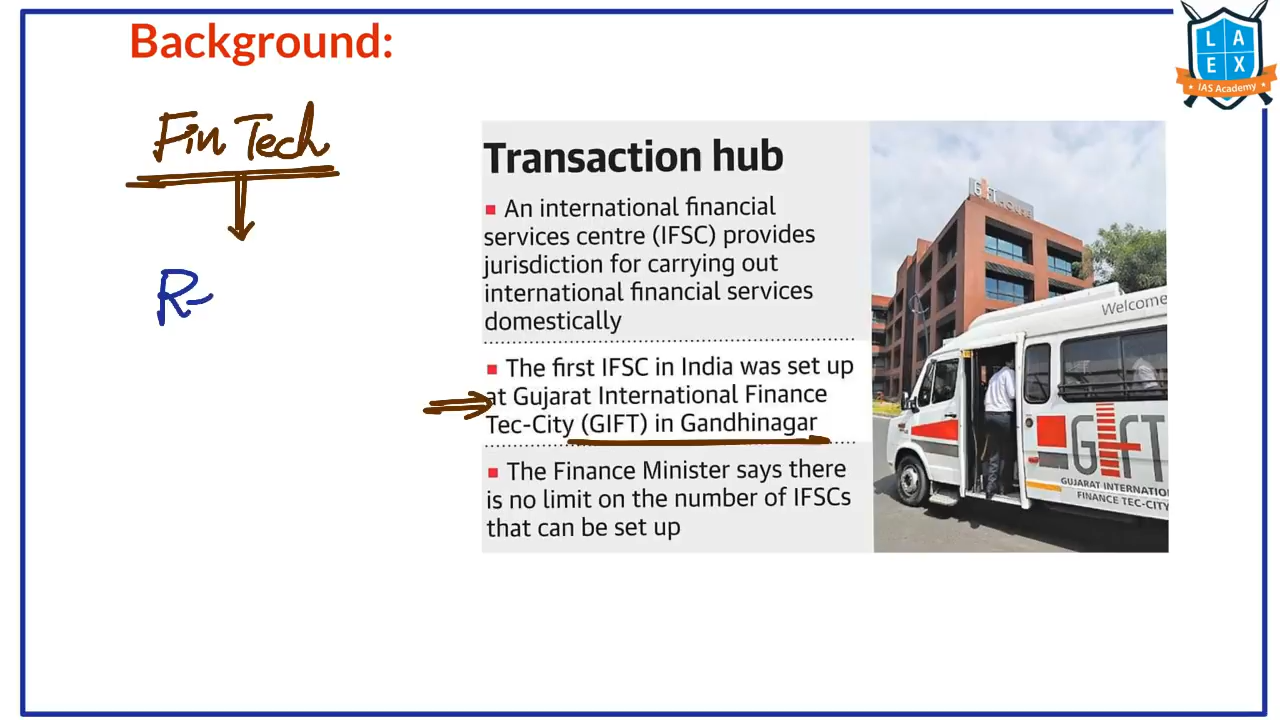 Background:
L A
E X
IAS Academy
Fin Tech
R
Transaction hub
An international financial
services centre (IFSC) provides
jurisdiction for carrying out
international financial services
domestically
The first IFSC in India was set up
at Gujarat International Finance
Tec-City (GIFT) in Gandhinagar
The Finance Minister says there
is no limit on the number of IFSCs
that can be set up
Welcome
GIFT
GUJARAT INTERNATIO
FINANCE TEC-CITY